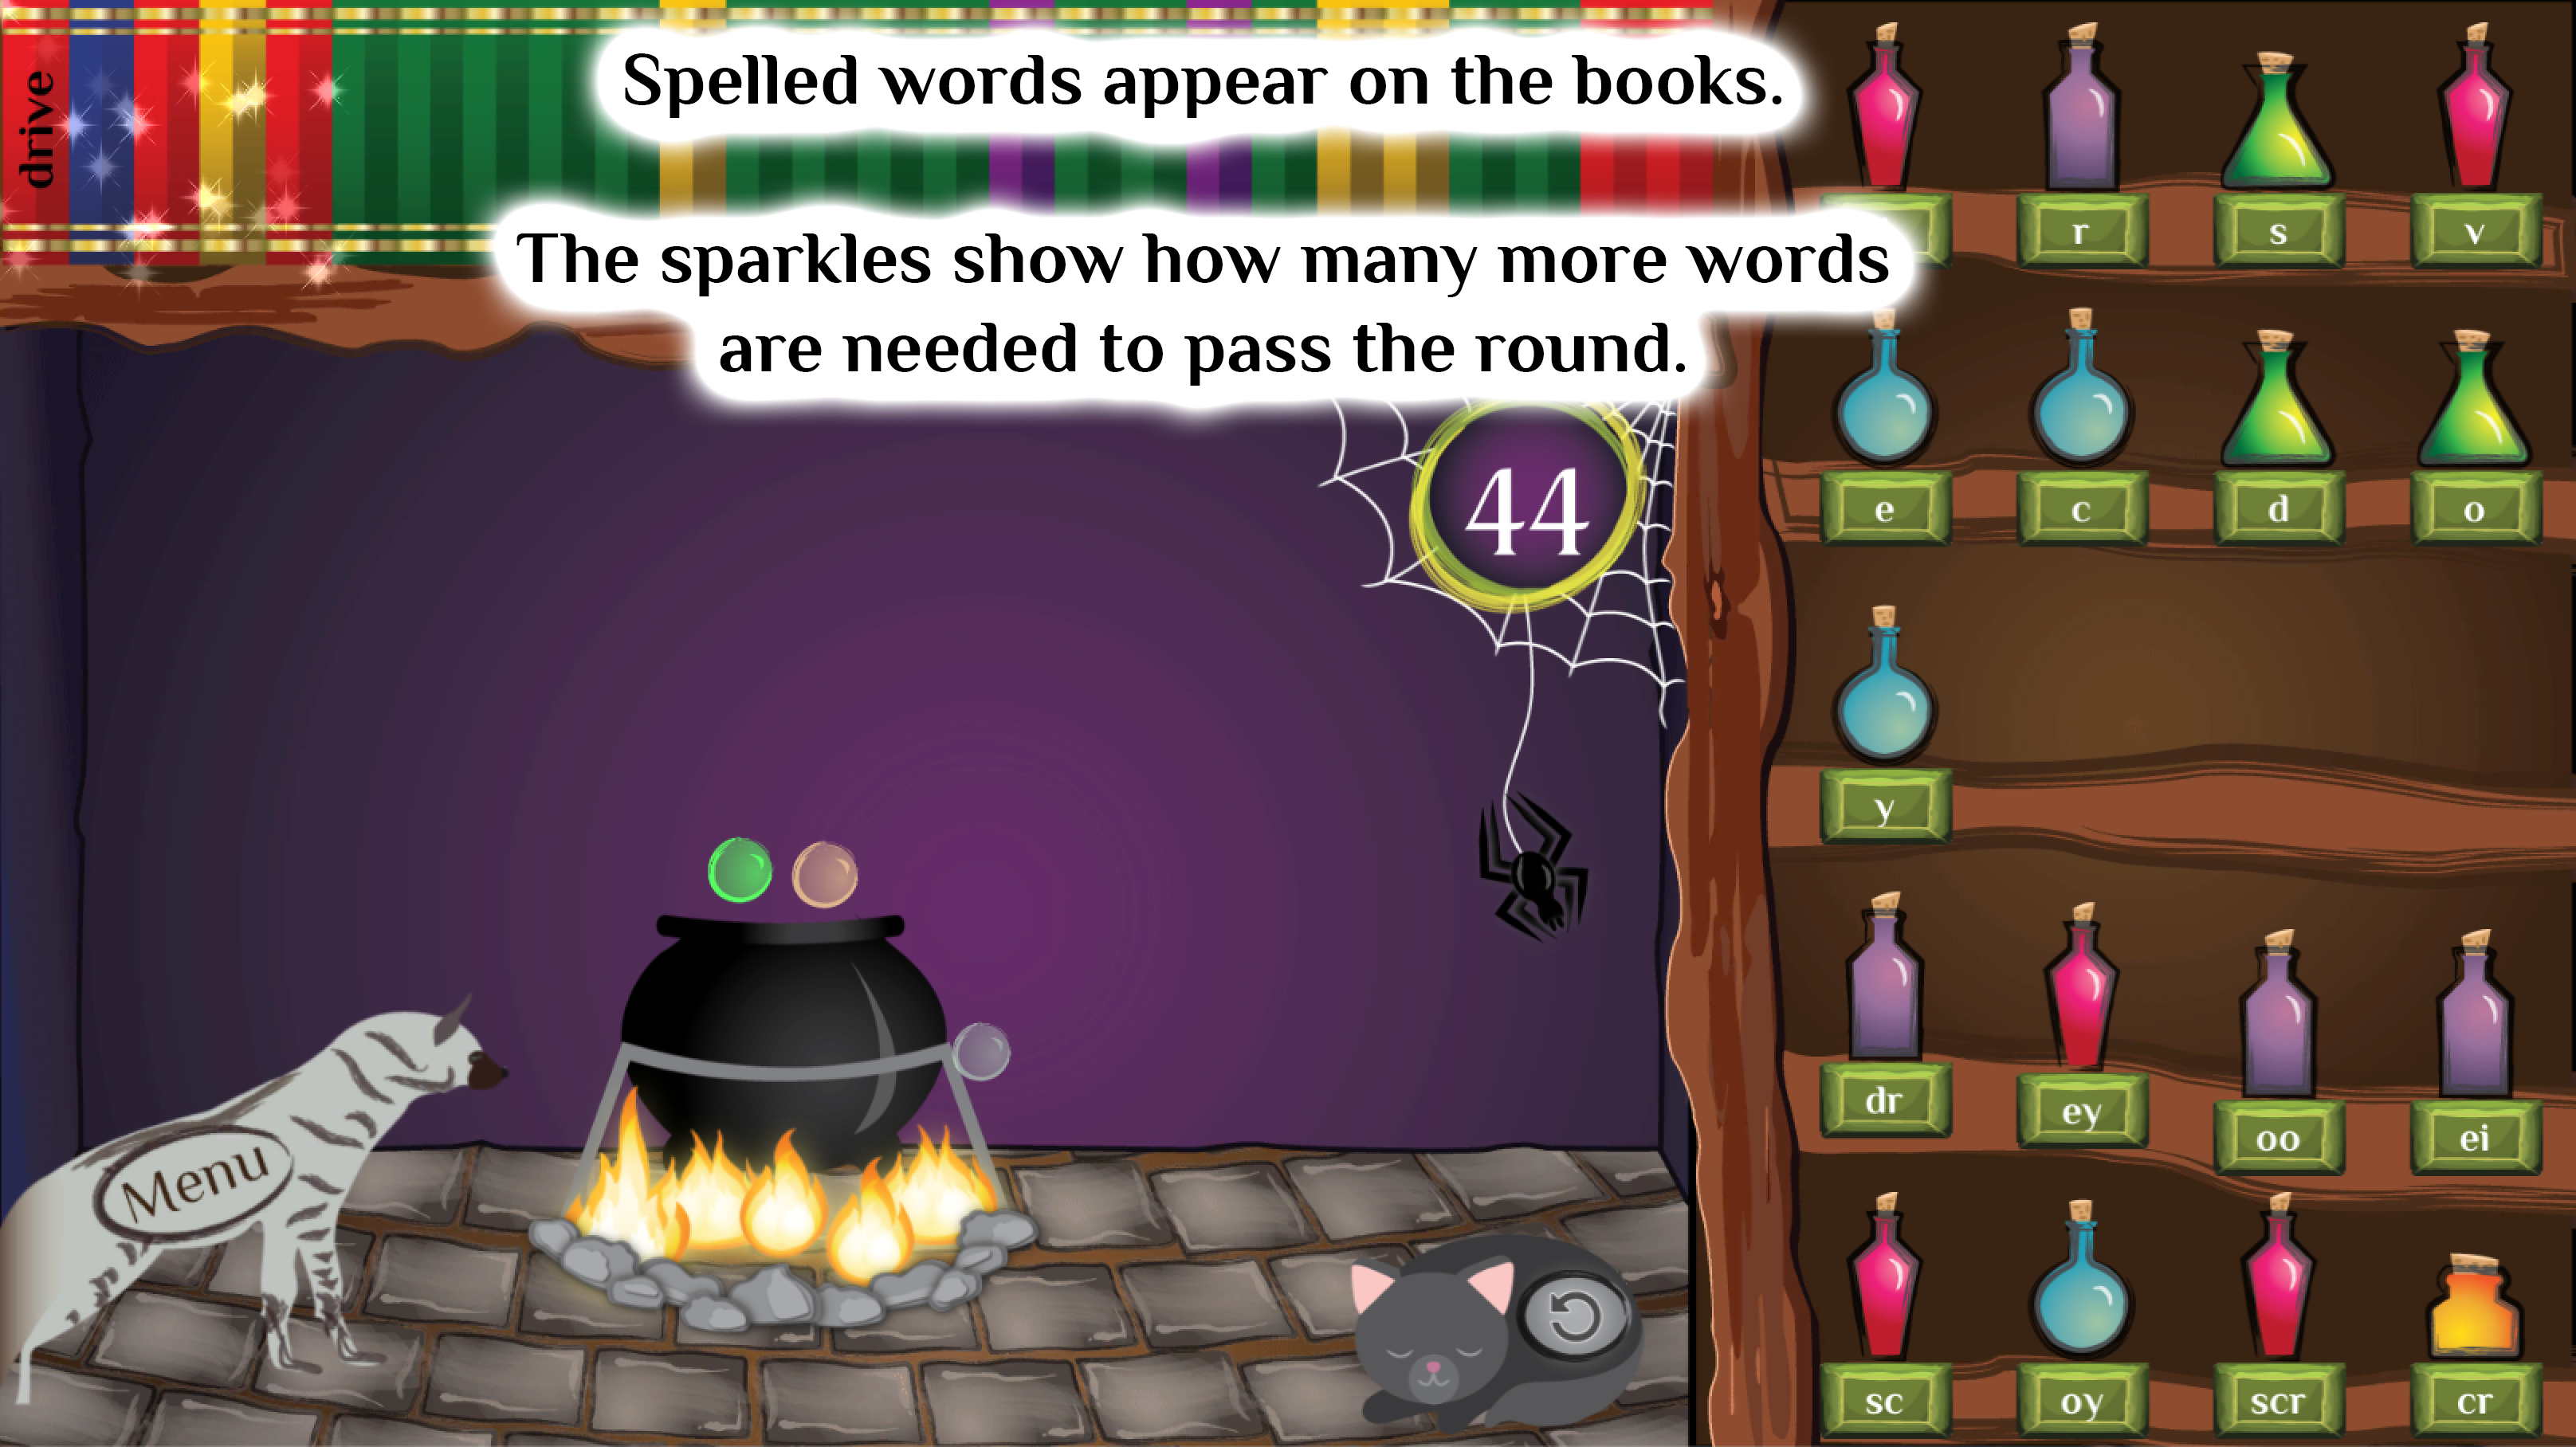 drive
Spelled words appear on the books.
The sparkles show how many more words
are needed to pass the round.
44
Menu
r
s
v
e
c
d
o
y
dr
ey
oo
ei
sc
oy
scr
cr